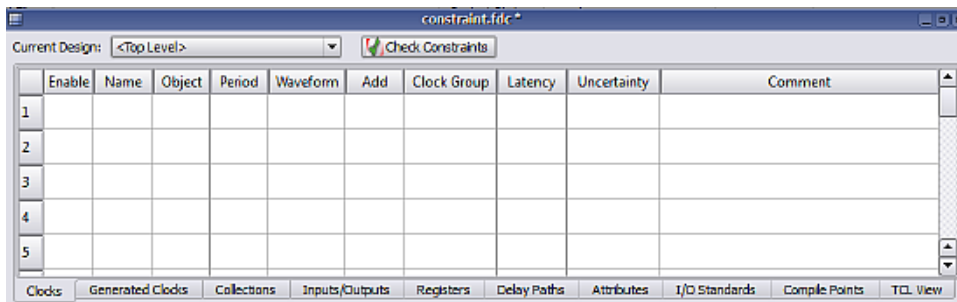 constraint.fdc *
Current Design: <Top Level> Check Constraints
Enable Name Object Period Waveform Add Clock Group Latency Uncertainty Comment
1
2
3
4
5
Clocks Generated Clocks Collections Inputs/Outputs Registers Delay Paths Attributes I/O Standards Compile Points TCL View